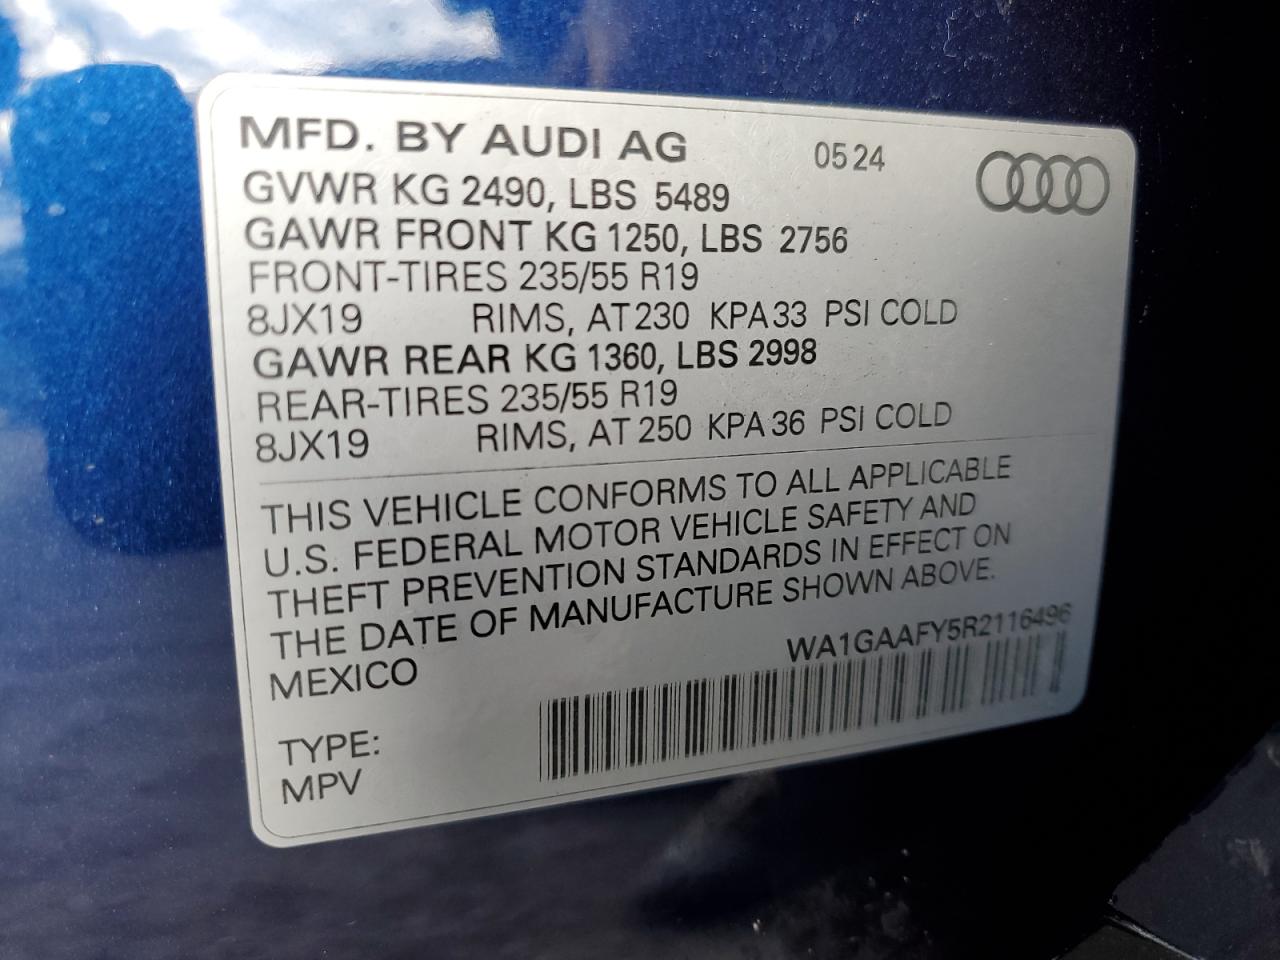 MFD. BY AUDI AG 05 24
GVWR KG 2490, LBS 5489
GAWR FRONT KG 1250, LBS 2756
FRONT-TIRES 235/55 R19
8JX19 RIMS, AT 230 KPA 33 PSI COLD
GAWR REAR KG 1360, LBS 2998
REAR-TIRES 235/55 R19
8JX19 RIMS, AT 250 KPA 36 PSI COLD
THIS VEHICLE CONFORMS TO ALL APPLICABLE
U.S. FEDERAL MOTOR VEHICLE SAFETY AND
THEFT PREVENTION STANDARDS IN EFFECT ON
THE DATE OF MANUFACTURE SHOWN ABOVE.
MEXICO
WA1GAAFY5R2116496
TYPE:
MPV